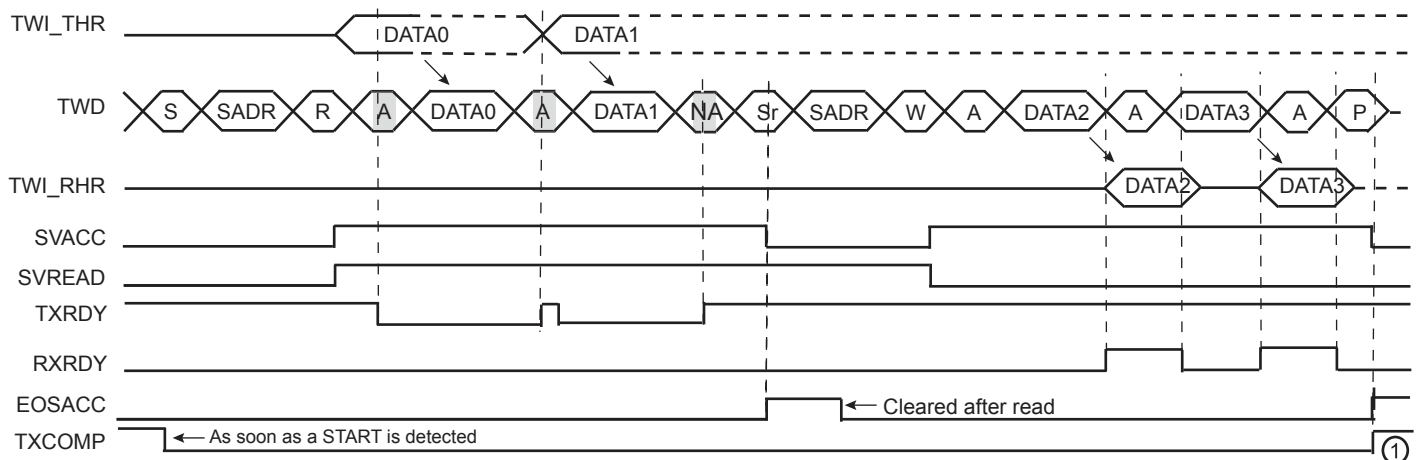 TWI_THR DATA0 DATA1
TWD S SADR R A DATA0 A DATA1 NA Sr SADR W A DATA2 A DATA3 A P
TWI_RHR DATA2 DATA3
SVACC
SVREAD
TXRDY
RXRDY
EOSACC Cleared after read
TXCOMP As soon as a START is detected 1